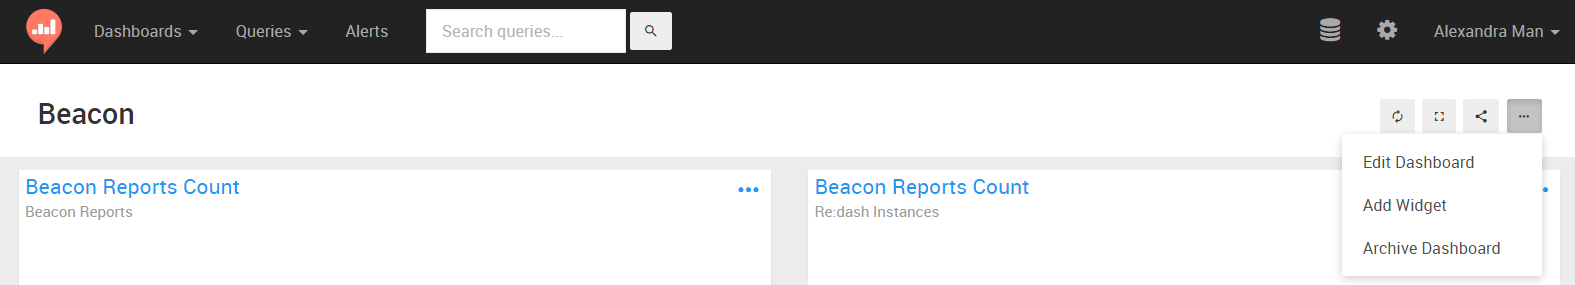 Dashboards Queries Alerts Search queries... Alexandra Man
Beacon
Edit Dashboard
Add Widget
Archive Dashboard
Beacon Reports Count
Beacon Reports
Beacon Reports Count
Re:dash Instances